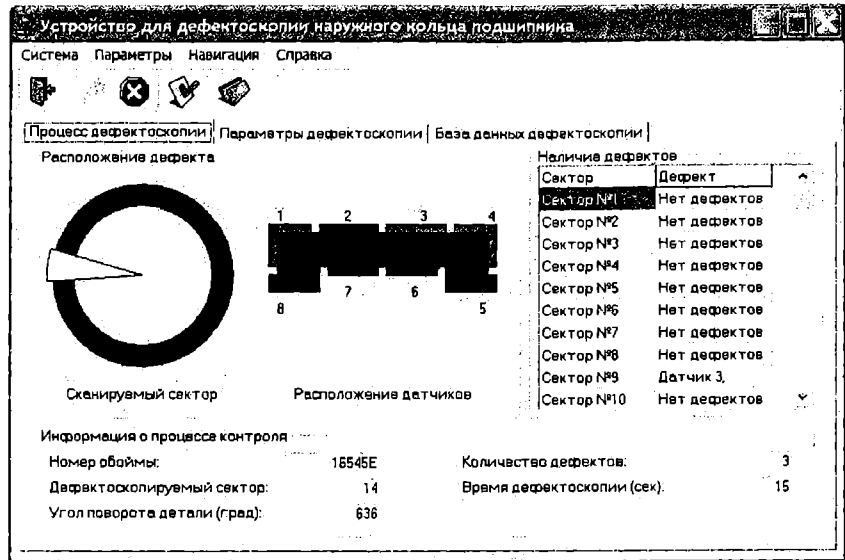 Устройство для дефектоскопии наружного кольца подшипника
Система Параметры Навигация Справка
Процесс дефектоскопии Параметры дефектоскопии База данных дефектоскопии
Расположение дефекта
Наличие дефектов
Сектор Дефект
Сектор №1 Нет дефектов
Сектор №2 Нет дефектов
Сектор №3 Нет дефектов
Сектор №4 Нет дефектов
Сектор №5 Нет дефектов
Сектор №6 Нет дефектов
Сектор №7 Нет дефектов
Сектор №8 Нет дефектов
Сектор №9 Датчик 3,
Сектор №10 Нет дефектов
1 2 3 4
8 7 6 5
Сканируемый сектор
Расположение датчиков
Информация о процессе контроля
Номер обоймы: 16545E
Количество дефектов: 3
Дефектоскопируемый сектор: 14
Время дефектоскопии (сек). 15
Угол поворота детали (град): 636